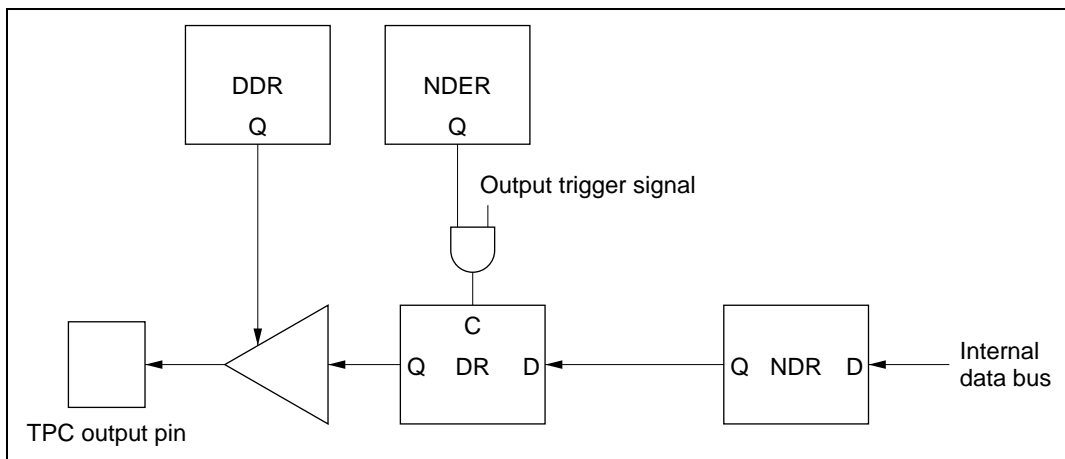 DDR
Q
NDER
Q
Output trigger signal
C
Q DR D
Q NDR D
Internal
data bus
TPC output pin